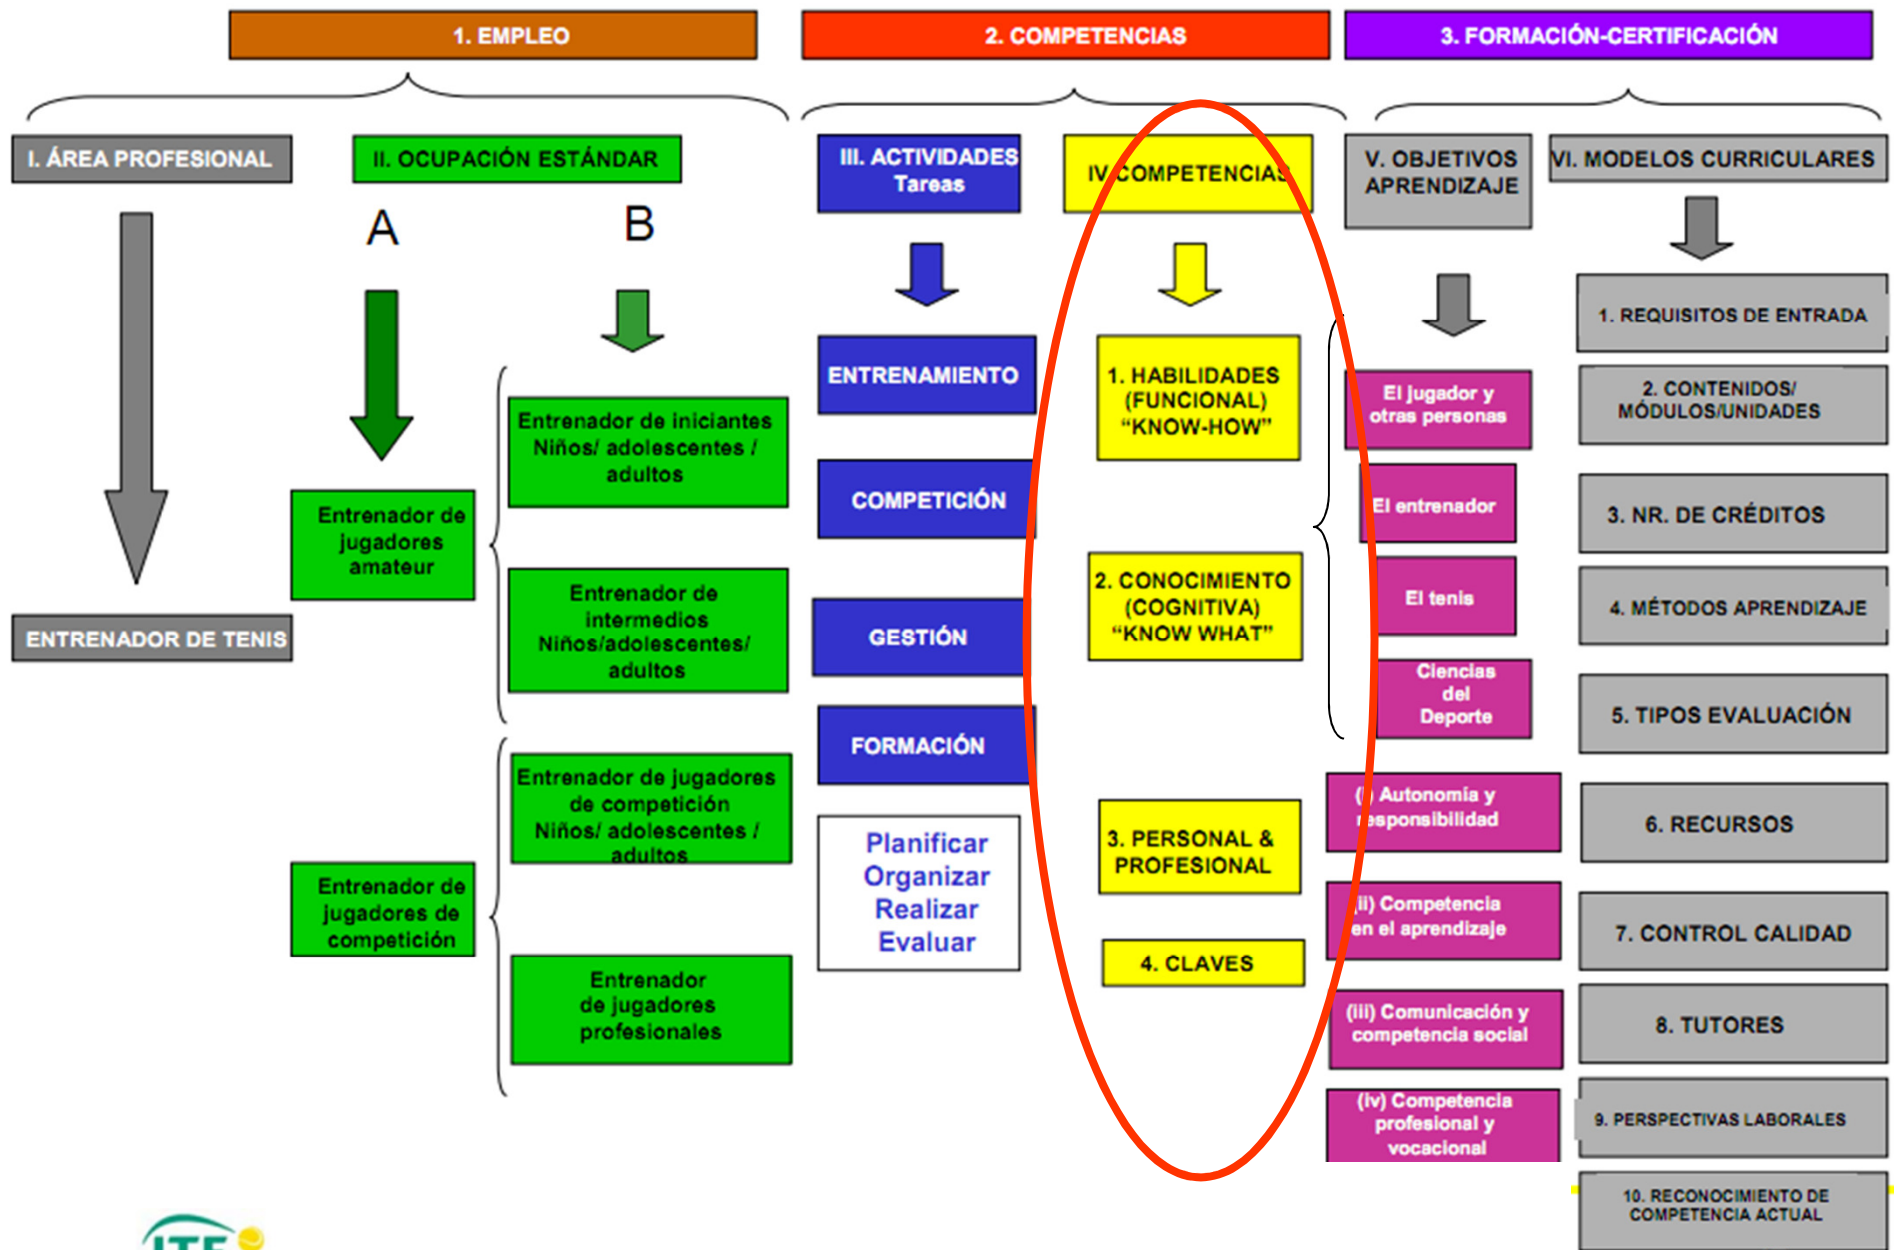 1. EMPLEO
2. COMPETENCIAS
3. FORMACIÓN-CERTIFICACIÓN
I. ÁREA PROFESIONAL
II. OCUPACIÓN ESTÁNDAR
III. ACTIVIDADES
Tareas
IV.COMPETENCIAS
V. OBJETIVOS
APRENDIZAJE
VI. MODELOS CURRICULARES
A
B
ENTRENADOR DE TENIS
Entrenador de
jugadores
amateur
Entrenador de
jugadores de
competición
Entrenador de iniciantes
Niños/ adolescentes /
adultos
Entrenador de
intermedios
Niños/adolescentes/
adultos
Entrenador de jugadores
de competición
Niños/ adolescentes /
adultos
Entrenador
de jugadores
profesionales
ENTRENAMIENTO
COMPETICIÓN
GESTIÓN
FORMACIÓN
Planificar
Organizar
Realizar
Evaluar
1. HABILIDADES
(FUNCIONAL)
“KNOW-HOW”
2. CONOCIMIENTO
(COGNITIVA)
“KNOW WHAT”
3. PERSONAL &
PROFESIONAL
4. CLAVES
El jugador y
otras personas
El entrenador
El tenis
Ciencias
del
Deporte
(i) Autonomía y
responsibilidad
(ii) Competencia
en el aprendizaje
(iii) Comunicación y
competencia social
(iv) Competencia
profesional y
vocacional
1. REQUISITOS DE ENTRADA
2. CONTENIDOS/
MÓDULOS/UNIDADES
3. NR. DE CRÉDITOS
4. MÉTODOS APRENDIZAJE
5. TIPOS EVALUACIÓN
6. RECURSOS
7. CONTROL CALIDAD
8. TUTORES
9. PERSPECTIVAS LABORALES
10. RECONOCIMIENTO DE
COMPETENCIA ACTUAL
ITF